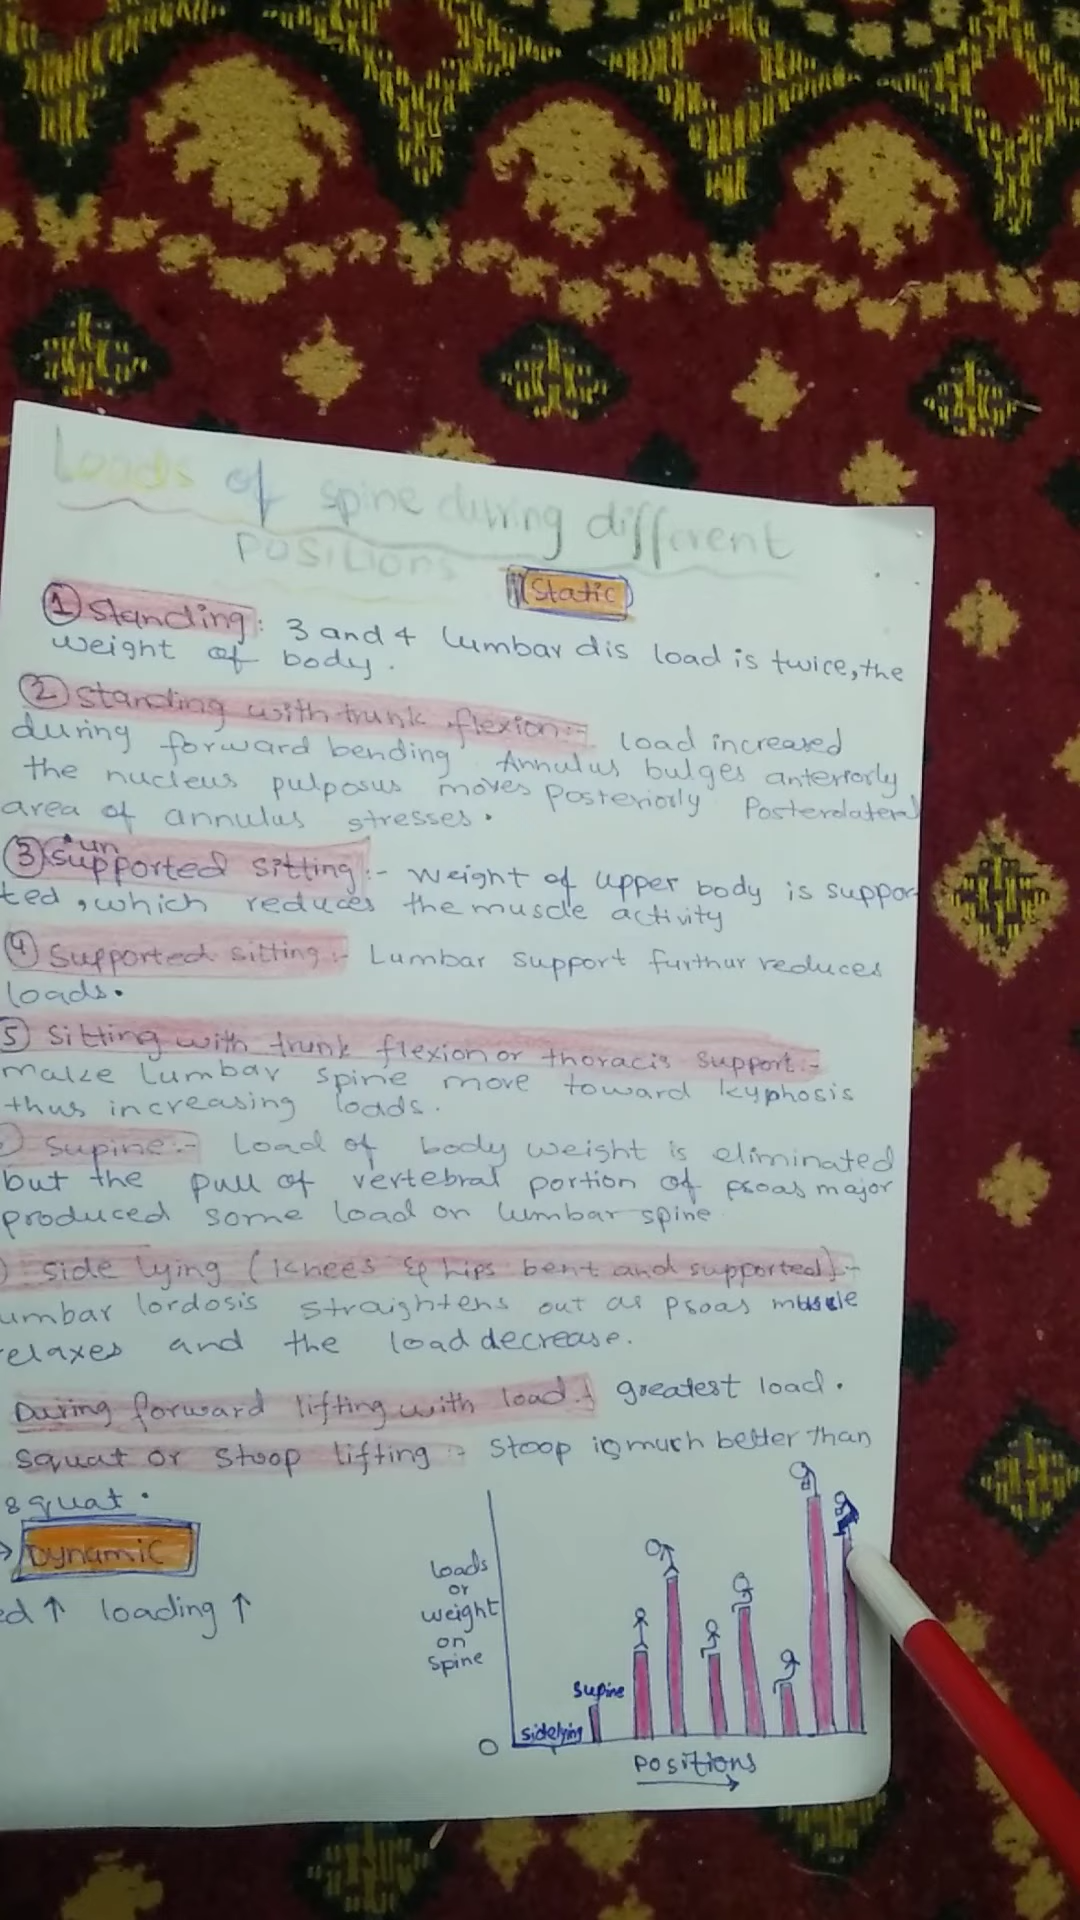 Loads of spine during different
Positions
Static
① Standing: 3 and 4 lumbar dis load is twice, the
weight of body.
② Standing with trunk flexion:- load increased
during forward bending Annulus bulges anteriorly
the nucleus pulposus moves posteriorly Posterolateral
area of annulus stresses.
③ Supported sitting:- weight of upper body is suppor
un
ted, which reduces the muscle activity
④ Supported sitting:- Lumbar support furthur reduces
loads.
5) Sitting with trunk flexion or thoracis support:-
make lumbar spine more toward kyphosis
thus increasing loads.
) Supine:- Load of body weight is eliminated
but the pull of vertebral portion of psoas major
produced some load on lumbar spine
) side lying (knees & hips bent and supported):-
umbar lordosis straightens out as psoas muscle
elaxes and the load decrease.
During forward lifting with load:- greatest load.
Squat or Stoop lifting:- Stoop is much better than
squat.
→ Dynamic
ed ↑ loading ↑
Loads
or
weight
on
Spine
Supine
sidelying
O
Positions